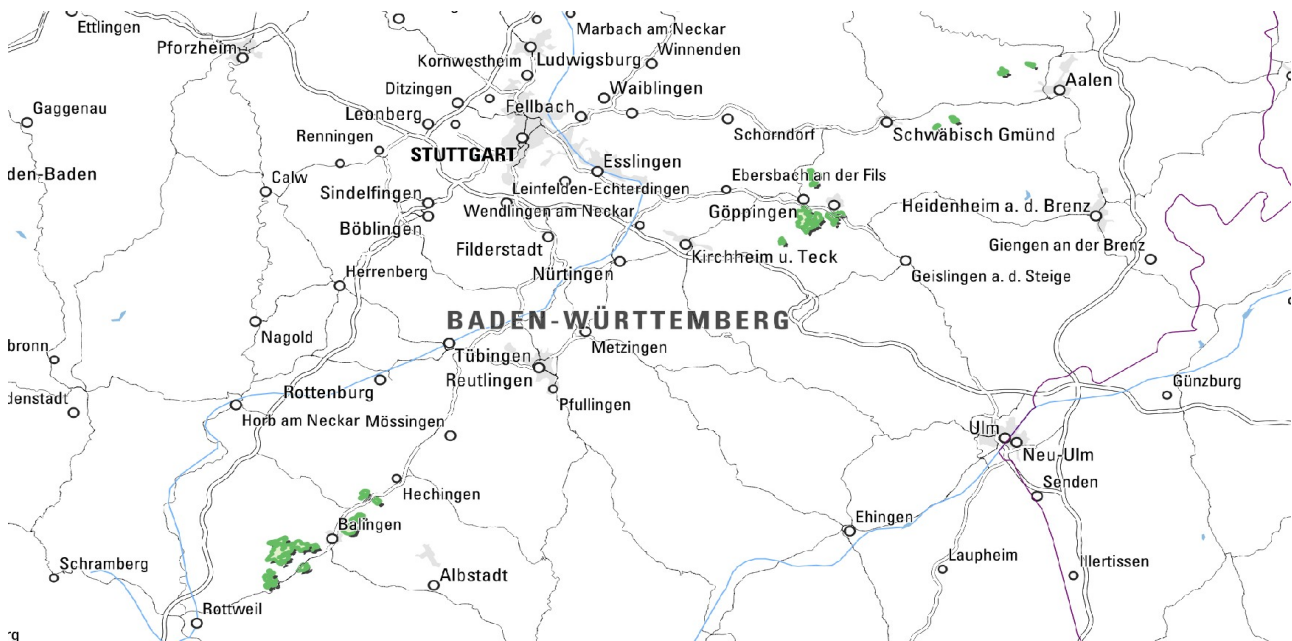 Ettlingen
Marbach am Neckar
Pforzheim
Winnenden
Kornwestheim
Ludwigsburg
Aalen
Ditzingen
Waiblingen
Gaggenau
Fellbach
Leonberg
Schorndorf
Schwäbisch Gmünd
Renningen
STUTTGART
Esslingen
den-Baden
Calw
Ebersbach an der Fils
Sindelfingen
Leinfelden-Echterdingen
Wendlingen am Neckar
Göppingen
Heidenheim a. d. Brenz
Böblingen
Filderstadt
Giengen an der Brenz
Kirchheim u. Teck
Herrenberg
Nürtingen
Geislingen a. d. Steige
BADEN-WÜRTTEMBERG
Nagold
bronn
Metzingen
Tübingen
Reutlingen
Günzburg
Rottenburg
denstadt
Pfullingen
Horb am Neckar
Mössingen
Ulm
Neu-Ulm
Senden
Hechingen
Ehingen
Balingen
Laupheim
Illertissen
Schramberg
Albstadt
Rottweil
rg